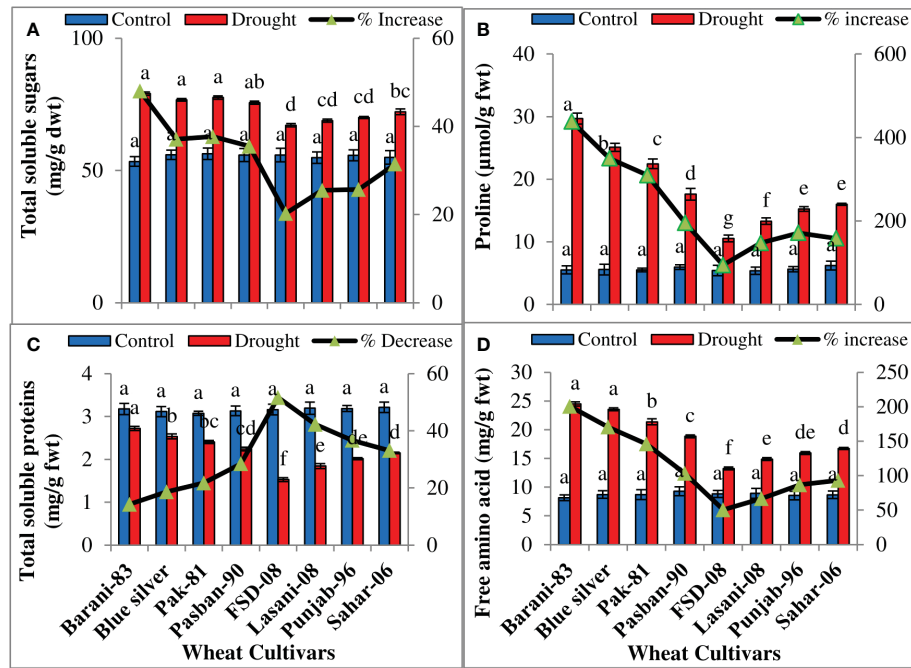 A
Control Drought % Increase
Total soluble sugars
(mg/g dwt)
100
50
0
60
40
20
0
a a a ab d cd cd bc
a a a a a a a a
B
Control Drought % increase
Proline (µmol/g fwt)
40
30
20
10
0
600
400
200
0
a b c d g f e e
a a a a a a a a
C
Control Drought % Decrease
Total soluble proteins
(mg/g fwt)
4
3
2
1
0
60
40
20
0
a a a a a a a a
a b bc cd f e de d
Barani-83
Blue silver
Pak-81
Pasban-90
FSD-08
Lasani-08
Punjab-96
Sahar-06
Wheat Cultivars
D
Control Drought % increase
Free amino acid (mg/g fwt)
30
25
20
15
10
5
0
250
200
150
100
50
0
a a b c f e de d
a a a a a a a a
Barani-83
Blue silver
Pak-81
Pasban-90
FSD-08
Lasani-08
Punjab-96
Sahar-06
Wheat Cultivars